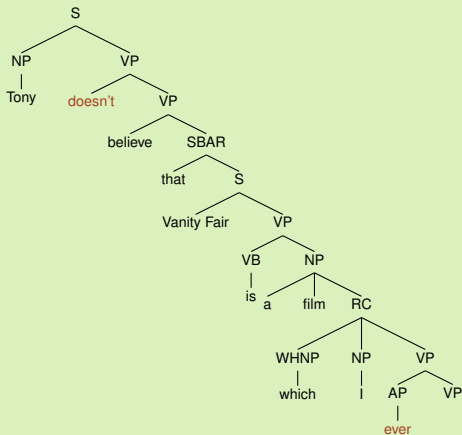 S
NP VP
Tony doesn't VP
believe SBAR
that S
Vanity Fair VP
VB NP
is a film RC
WHNP NP VP
which I AP VP
ever